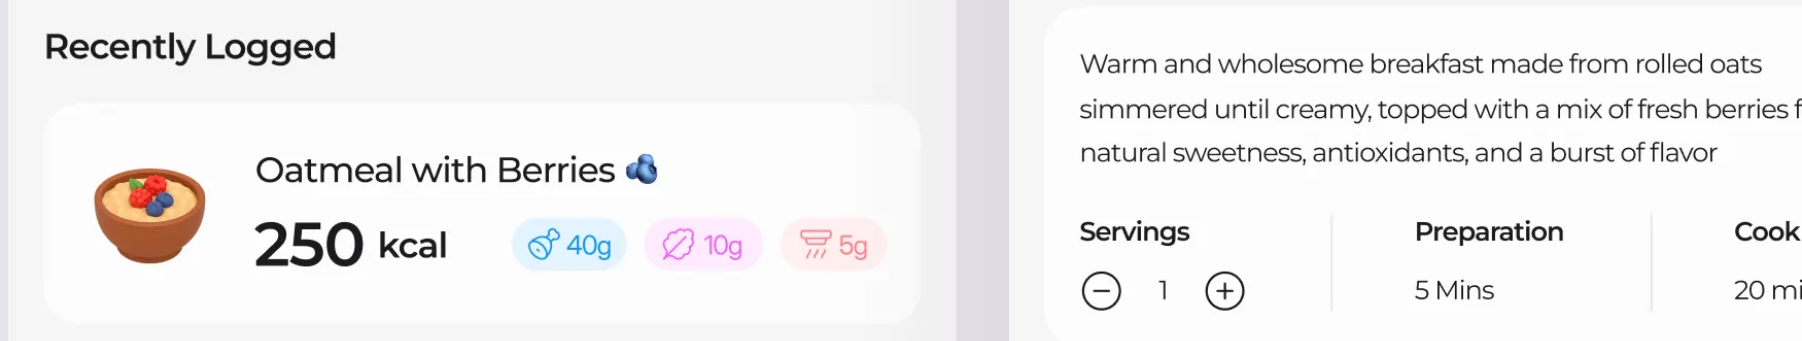 Recently Logged
Oatmeal with Berries 🫐
250 kcal
40g
10g
5g
Warm and wholesome breakfast made from rolled oats
simmered until creamy, topped with a mix of fresh berries
natural sweetness, antioxidants, and a burst of flavor
Servings
1
Preparation
5 Mins
Cook
20